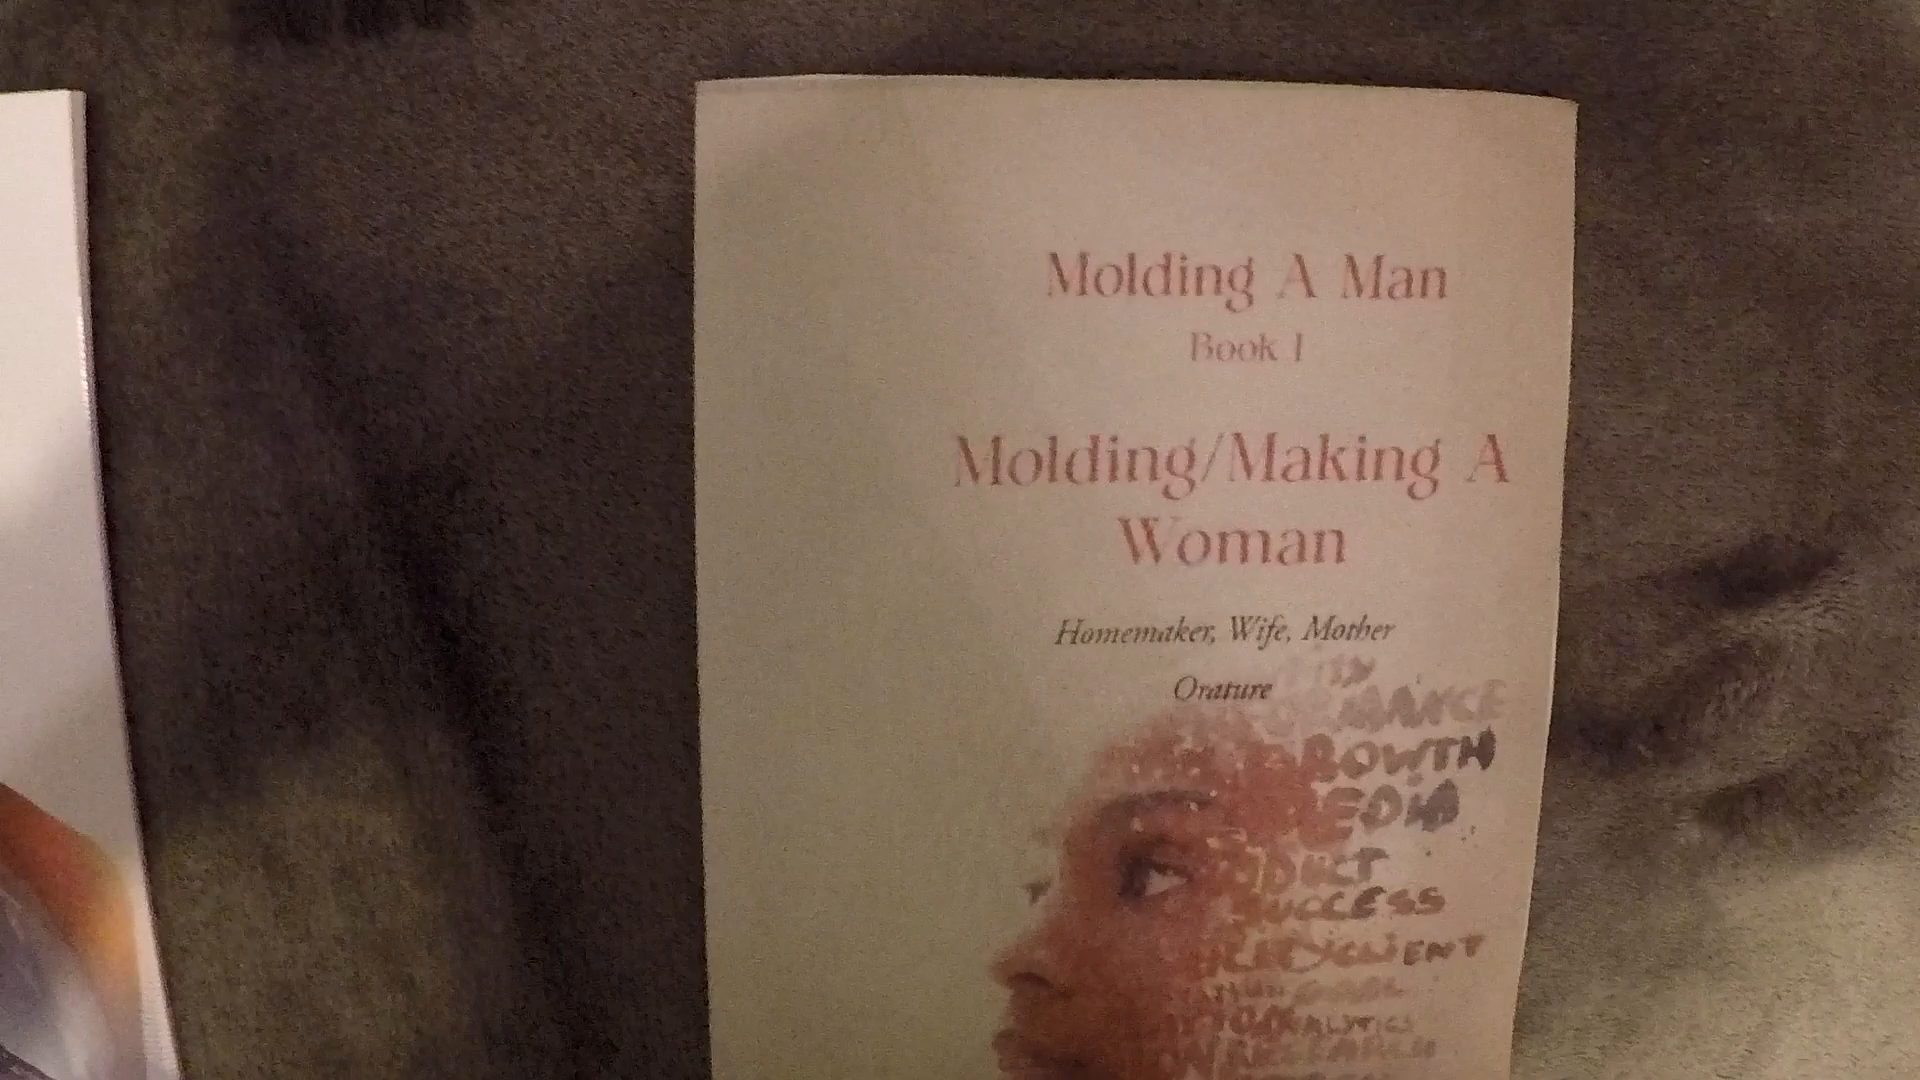 Molding A Man
Book 1
Molding/Making A
Woman
Homemaker, Wife, Mother
Orature
SUCCESS